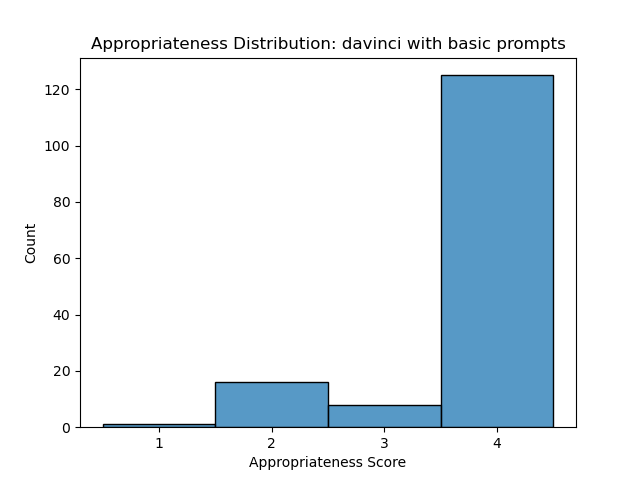 Appropriateness Distribution: davinci with basic prompts
120
100
80
60
40
20
0
Count
1 2 3 4
Appropriateness Score